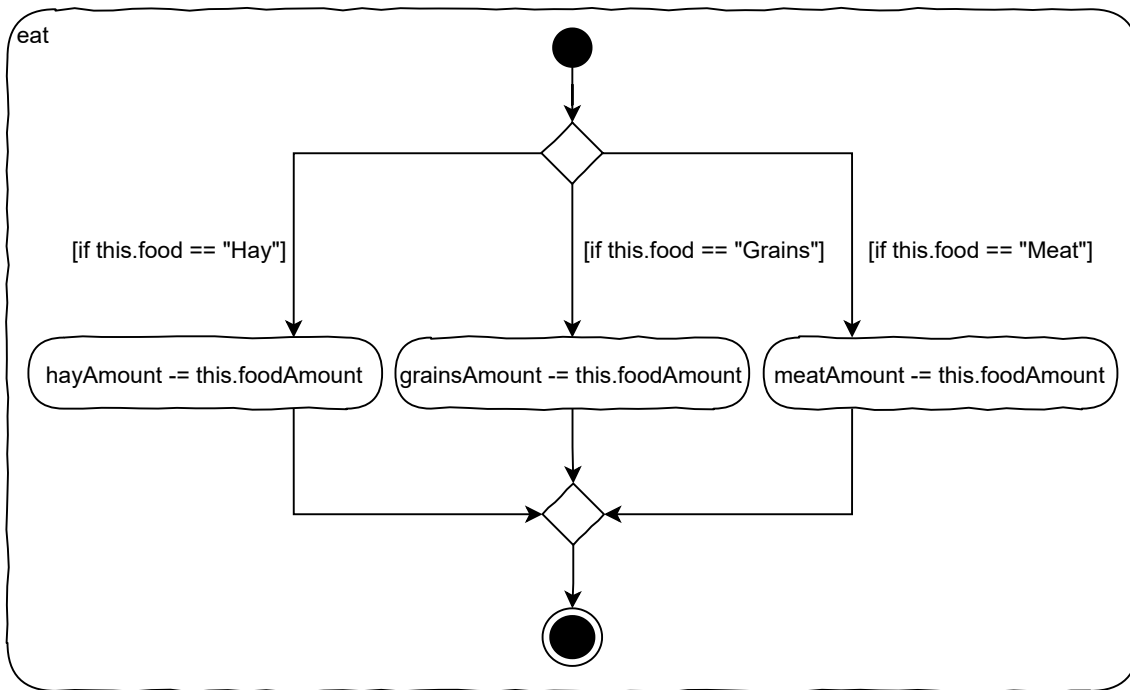 eat
[if this.food == "Hay"]
[if this.food == "Grains"]
[if this.food == "Meat"]
hayAmount -= this.foodAmount
grainsAmount -= this.foodAmount
meatAmount -= this.foodAmount